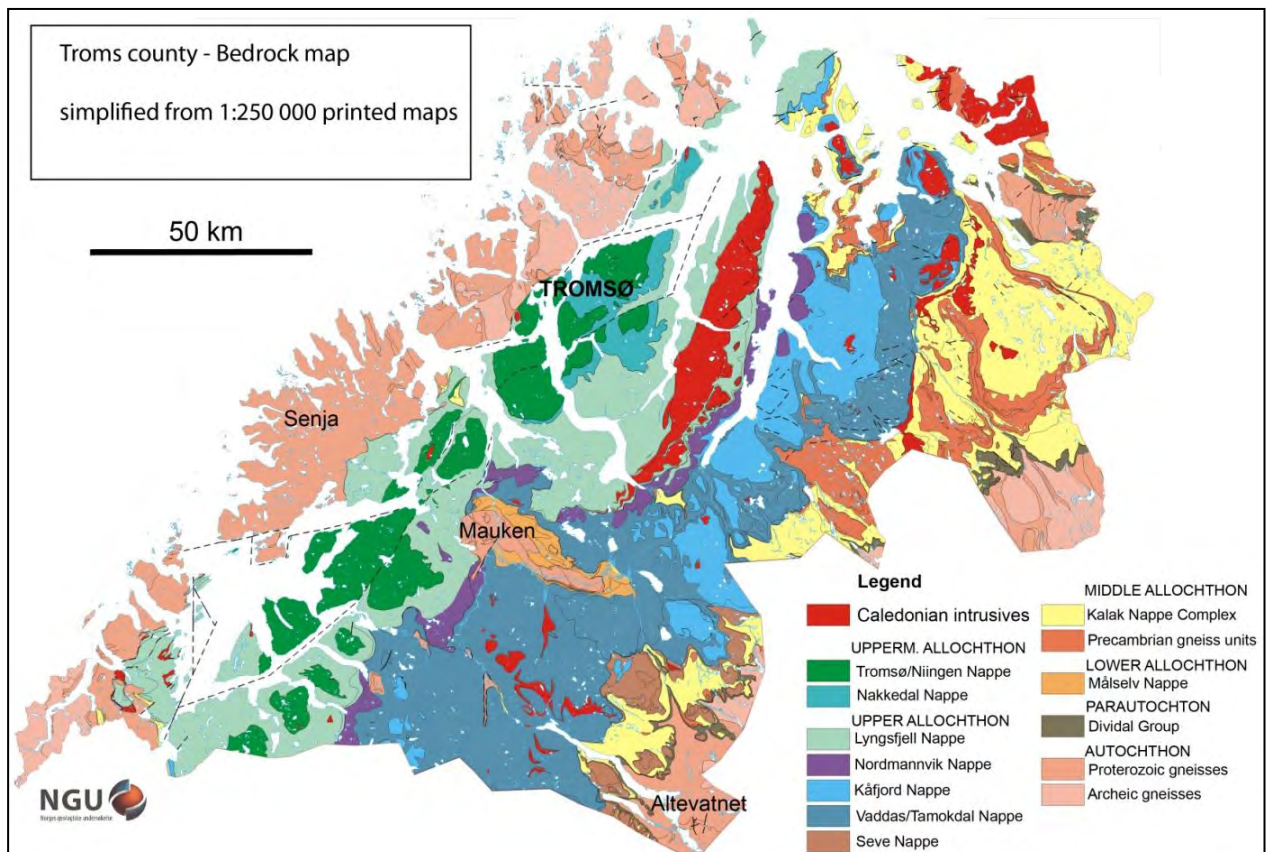 Troms county - Bedrock map
simplified from 1:250 000 printed maps
50 km
TROMSØ
Senja
Mauken
Altevatnet
NGU
Norges geologiske undersøkelse
Legend
Caledonian intrusives
UPPERM. ALLOCHTHON
Tromsø/Niingen Nappe
Nakkedal Nappe
UPPER ALLOCHTHON
Lyngsfjell Nappe
Nordmannvik Nappe
Kåfjord Nappe
Vaddas/Tamokdal Nappe
Seve Nappe
MIDDLE ALLOCHTHON
Kalak Nappe Complex
Precambrian gneiss units
LOWER ALLOCHTHON
Målselv Nappe
PARAUTOCHTON
Dividal Group
AUTOCHTHON
Proterozoic gneisses
Archeic gneisses